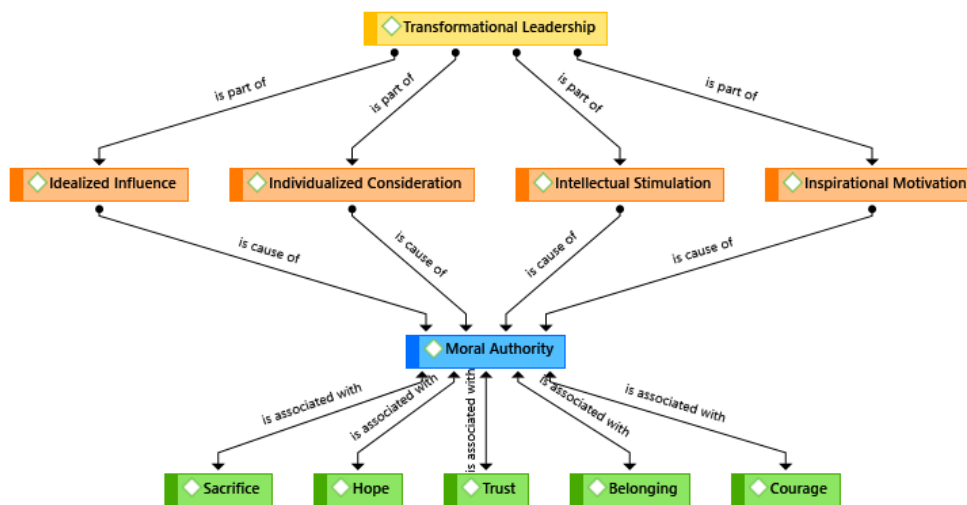 Transformational Leadership
is part of
is part of
is part of
is part of
Idealized Influence
Individualized Consideration
Intellectual Stimulation
Inspirational Motivation
is cause of
is cause of
is cause of
is cause of
Moral Authority
is associated with
is associated with
is associated with
is associated with
is associated with
Sacrifice
Hope
Trust
Belonging
Courage